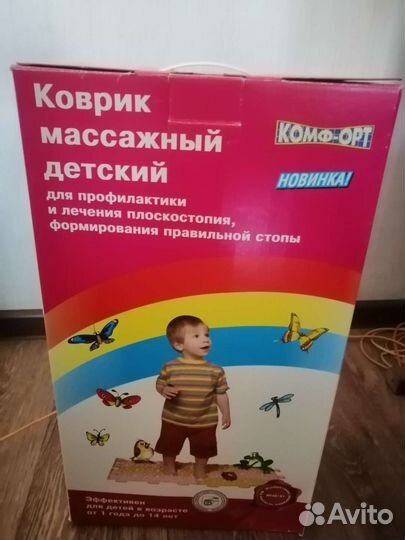 Коврик
массажный
детский
для профилактики
и лечения плоскостопия,
формирования правильной стопы
КОМФ-ОРТ
НОВИНКА!
Эффективен
для детей в возрасте
от 1 года до 14 лет
Avito